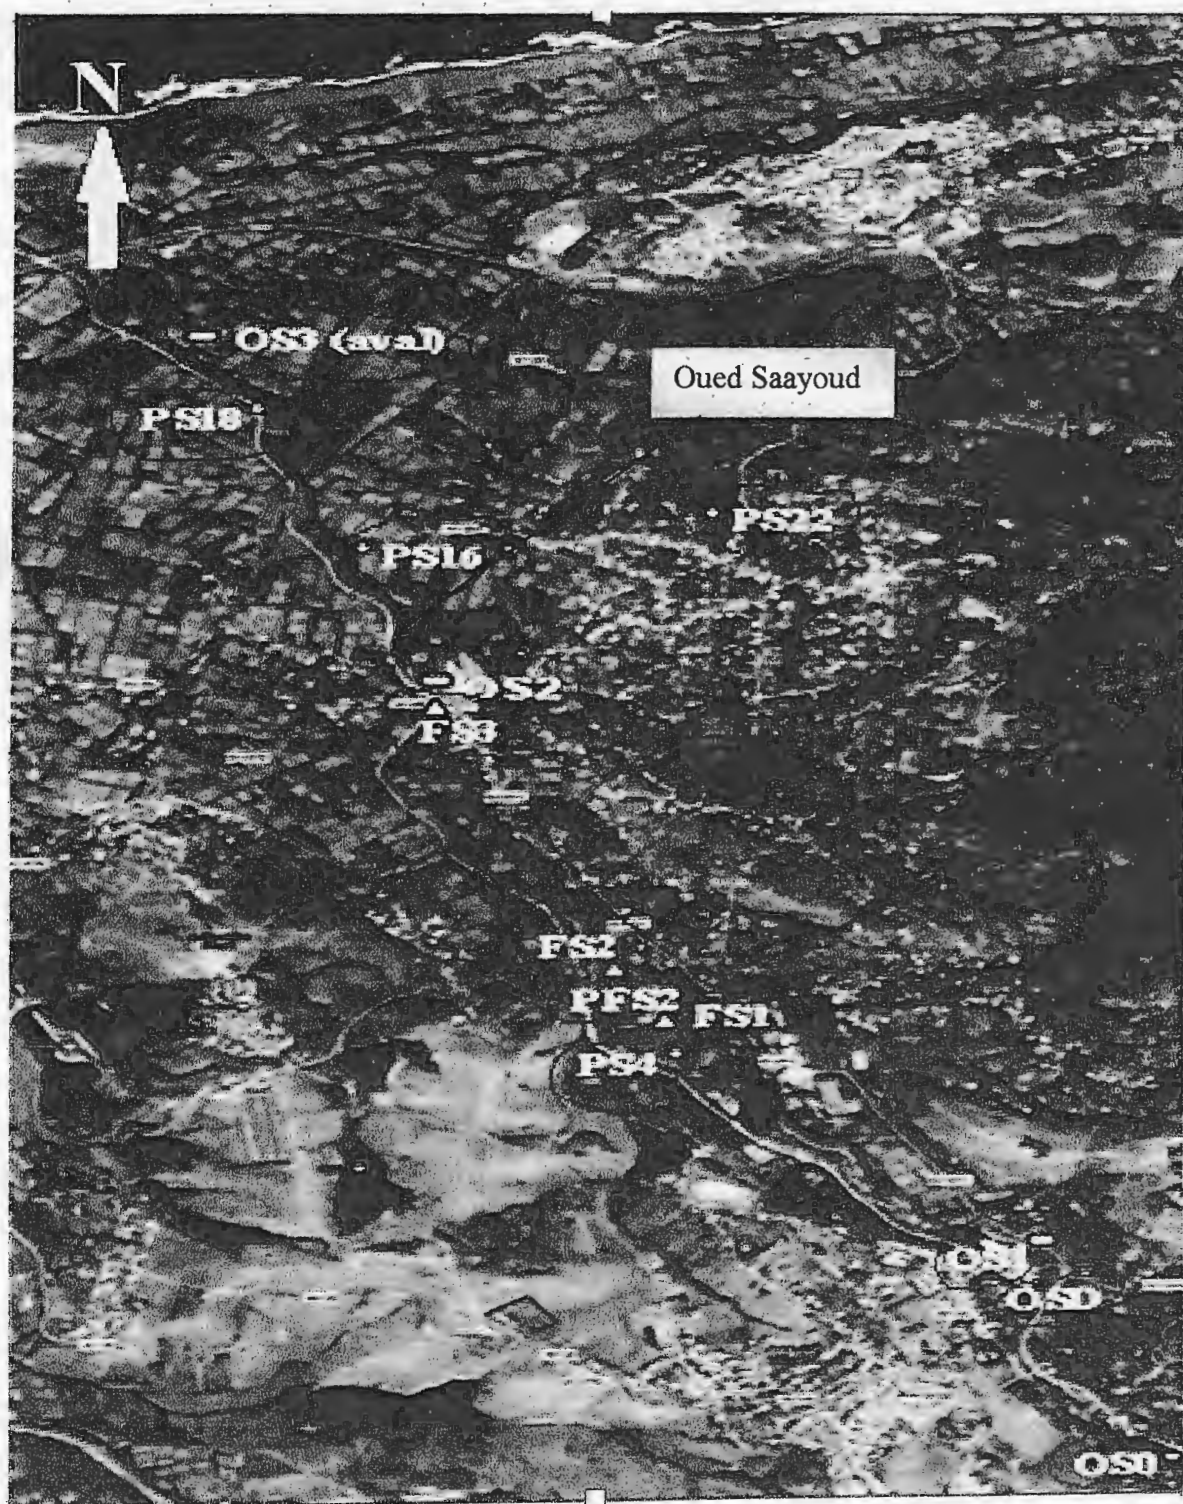 N
OS3 (aval)
Oued Saayoud
PS18
PS22
PS16
OS2
FS3
FS2
PFS2
FS1
PS4
OS1
OSD
OS0